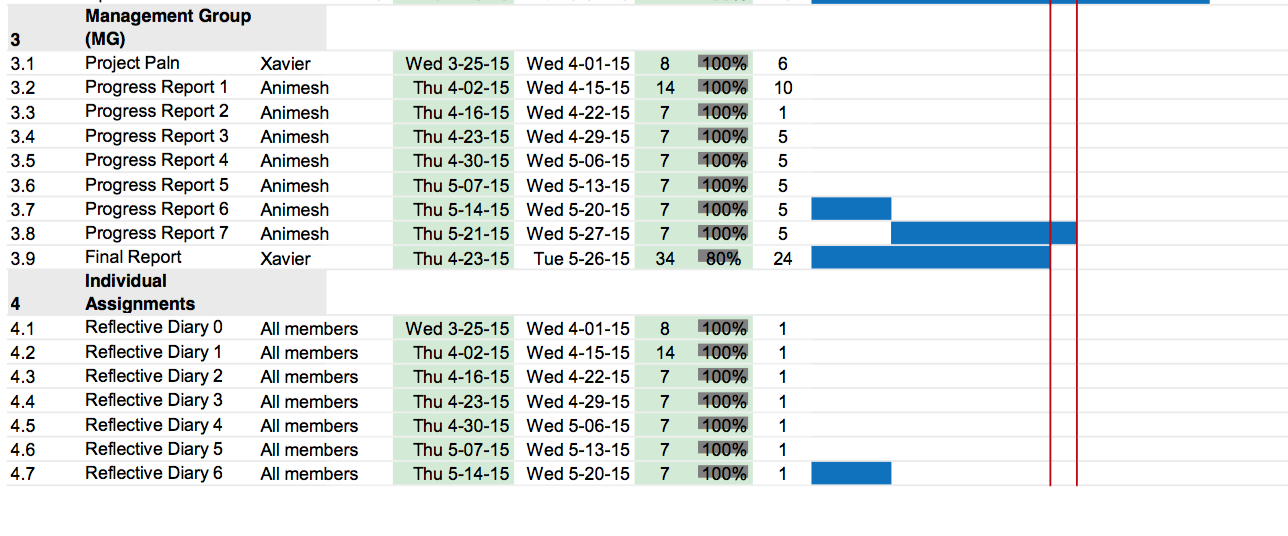 Management Group
3 (MG)
3.1 Project Paln Xavier Wed 3-25-15 Wed 4-01-15 8 100% 6
3.2 Progress Report 1 Animesh Thu 4-02-15 Wed 4-15-15 14 100% 10
3.3 Progress Report 2 Animesh Thu 4-16-15 Wed 4-22-15 7 100% 1
3.4 Progress Report 3 Animesh Thu 4-23-15 Wed 4-29-15 7 100% 5
3.5 Progress Report 4 Animesh Thu 4-30-15 Wed 5-06-15 7 100% 5
3.6 Progress Report 5 Animesh Thu 5-07-15 Wed 5-13-15 7 100% 5
3.7 Progress Report 6 Animesh Thu 5-14-15 Wed 5-20-15 7 100% 5
3.8 Progress Report 7 Animesh Thu 5-21-15 Wed 5-27-15 7 100% 5
3.9 Final Report Xavier Thu 4-23-15 Tue 5-26-15 34 80% 24
Individual
4 Assignments
4.1 Reflective Diary 0 All members Wed 3-25-15 Wed 4-01-15 8 100% 1
4.2 Reflective Diary 1 All members Thu 4-02-15 Wed 4-15-15 14 100% 1
4.3 Reflective Diary 2 All members Thu 4-16-15 Wed 4-22-15 7 100% 1
4.4 Reflective Diary 3 All members Thu 4-23-15 Wed 4-29-15 7 100% 1
4.5 Reflective Diary 4 All members Thu 4-30-15 Wed 5-06-15 7 100% 1
4.6 Reflective Diary 5 All members Thu 5-07-15 Wed 5-13-15 7 100% 1
4.7 Reflective Diary 6 All members Thu 5-14-15 Wed 5-20-15 7 100% 1